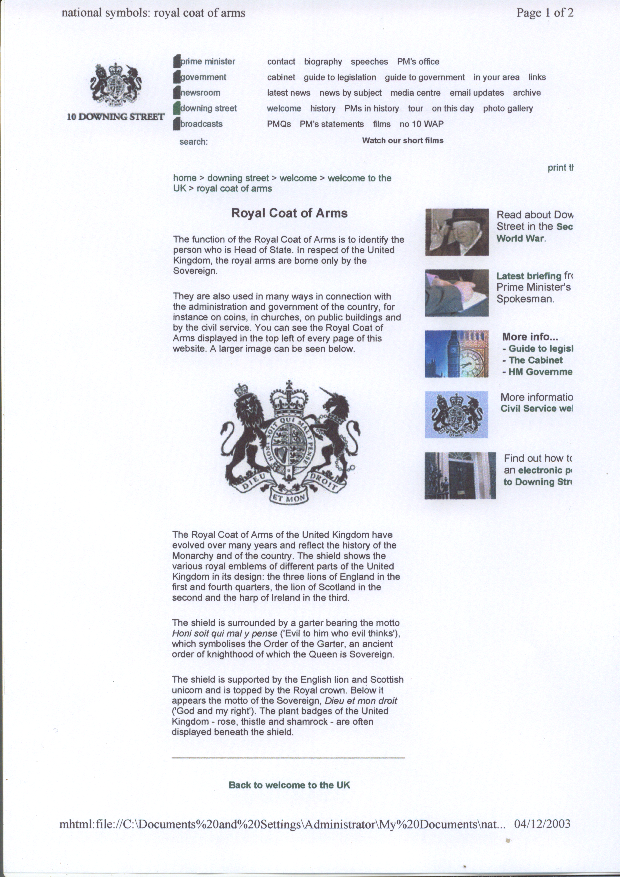 national symbols: royal coat of arms
Page 1 of 2
10 DOWNING STREET
prime minister contact biography speeches PM's office
government cabinet guide to legislation guide to government in your area links
newsroom latest news news by subject media centre email updates archive
downing street welcome history PMs in history tour on this day photo gallery
broadcasts PMQs PM's statements films no 10 WAP
search: Watch our short films
print th
home > downing street > welcome > welcome to the
UK > royal coat of arms
Royal Coat of Arms
The function of the Royal Coat of Arms is to identify the
person who is Head of State. In respect of the United
Kingdom, the royal arms are borne only by the
Sovereign.
They are also used in many ways in connection with
the administration and government of the country, for
instance on coins, in churches, on public buildings and
by the civil service. You can see the Royal Coat of
Arms displayed in the top left of every page of this
website. A larger image can be seen below.
HONI SOIT QUI MAL Y PENSE
DIEU ET MON DROIT
The Royal Coat of Arms of the United Kingdom have
evolved over many years and reflect the history of the
Monarchy and of the country. The shield shows the
various royal emblems of different parts of the United
Kingdom in its design: the three lions of England in the
first and fourth quarters, the lion of Scotland in the
second and the harp of Ireland in the third.
The shield is surrounded by a garter bearing the motto
Honi soit qui mal y pense ('Evil to him who evil thinks'),
which symbolises the Order of the Garter, an ancient
order of knighthood of which the Queen is Sovereign.
The shield is supported by the English lion and Scottish
unicorn and is topped by the Royal crown. Below it
appears the motto of the Sovereign, Dieu et mon droit
('God and my right'). The plant badges of the United
Kingdom - rose, thistle and shamrock - are often
displayed beneath the shield.
Back to welcome to the UK
Read about Dow
Street in the Sec
World War.
Latest briefing fro
Prime Minister's
Spokesman.
More info...
- Guide to legisl
- The Cabinet
- HM Governme
More informatio
Civil Service wel
Find out how to
an electronic pe
to Downing Stre
mhtml:file://C:\Documents%20and%20Settings\Administrator\My%20Documents\nat... 04/12/2003